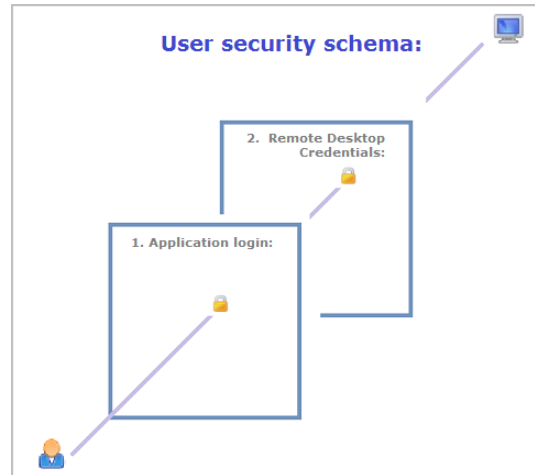 User security schema:
2. Remote Desktop
Credentials:
1. Application login: